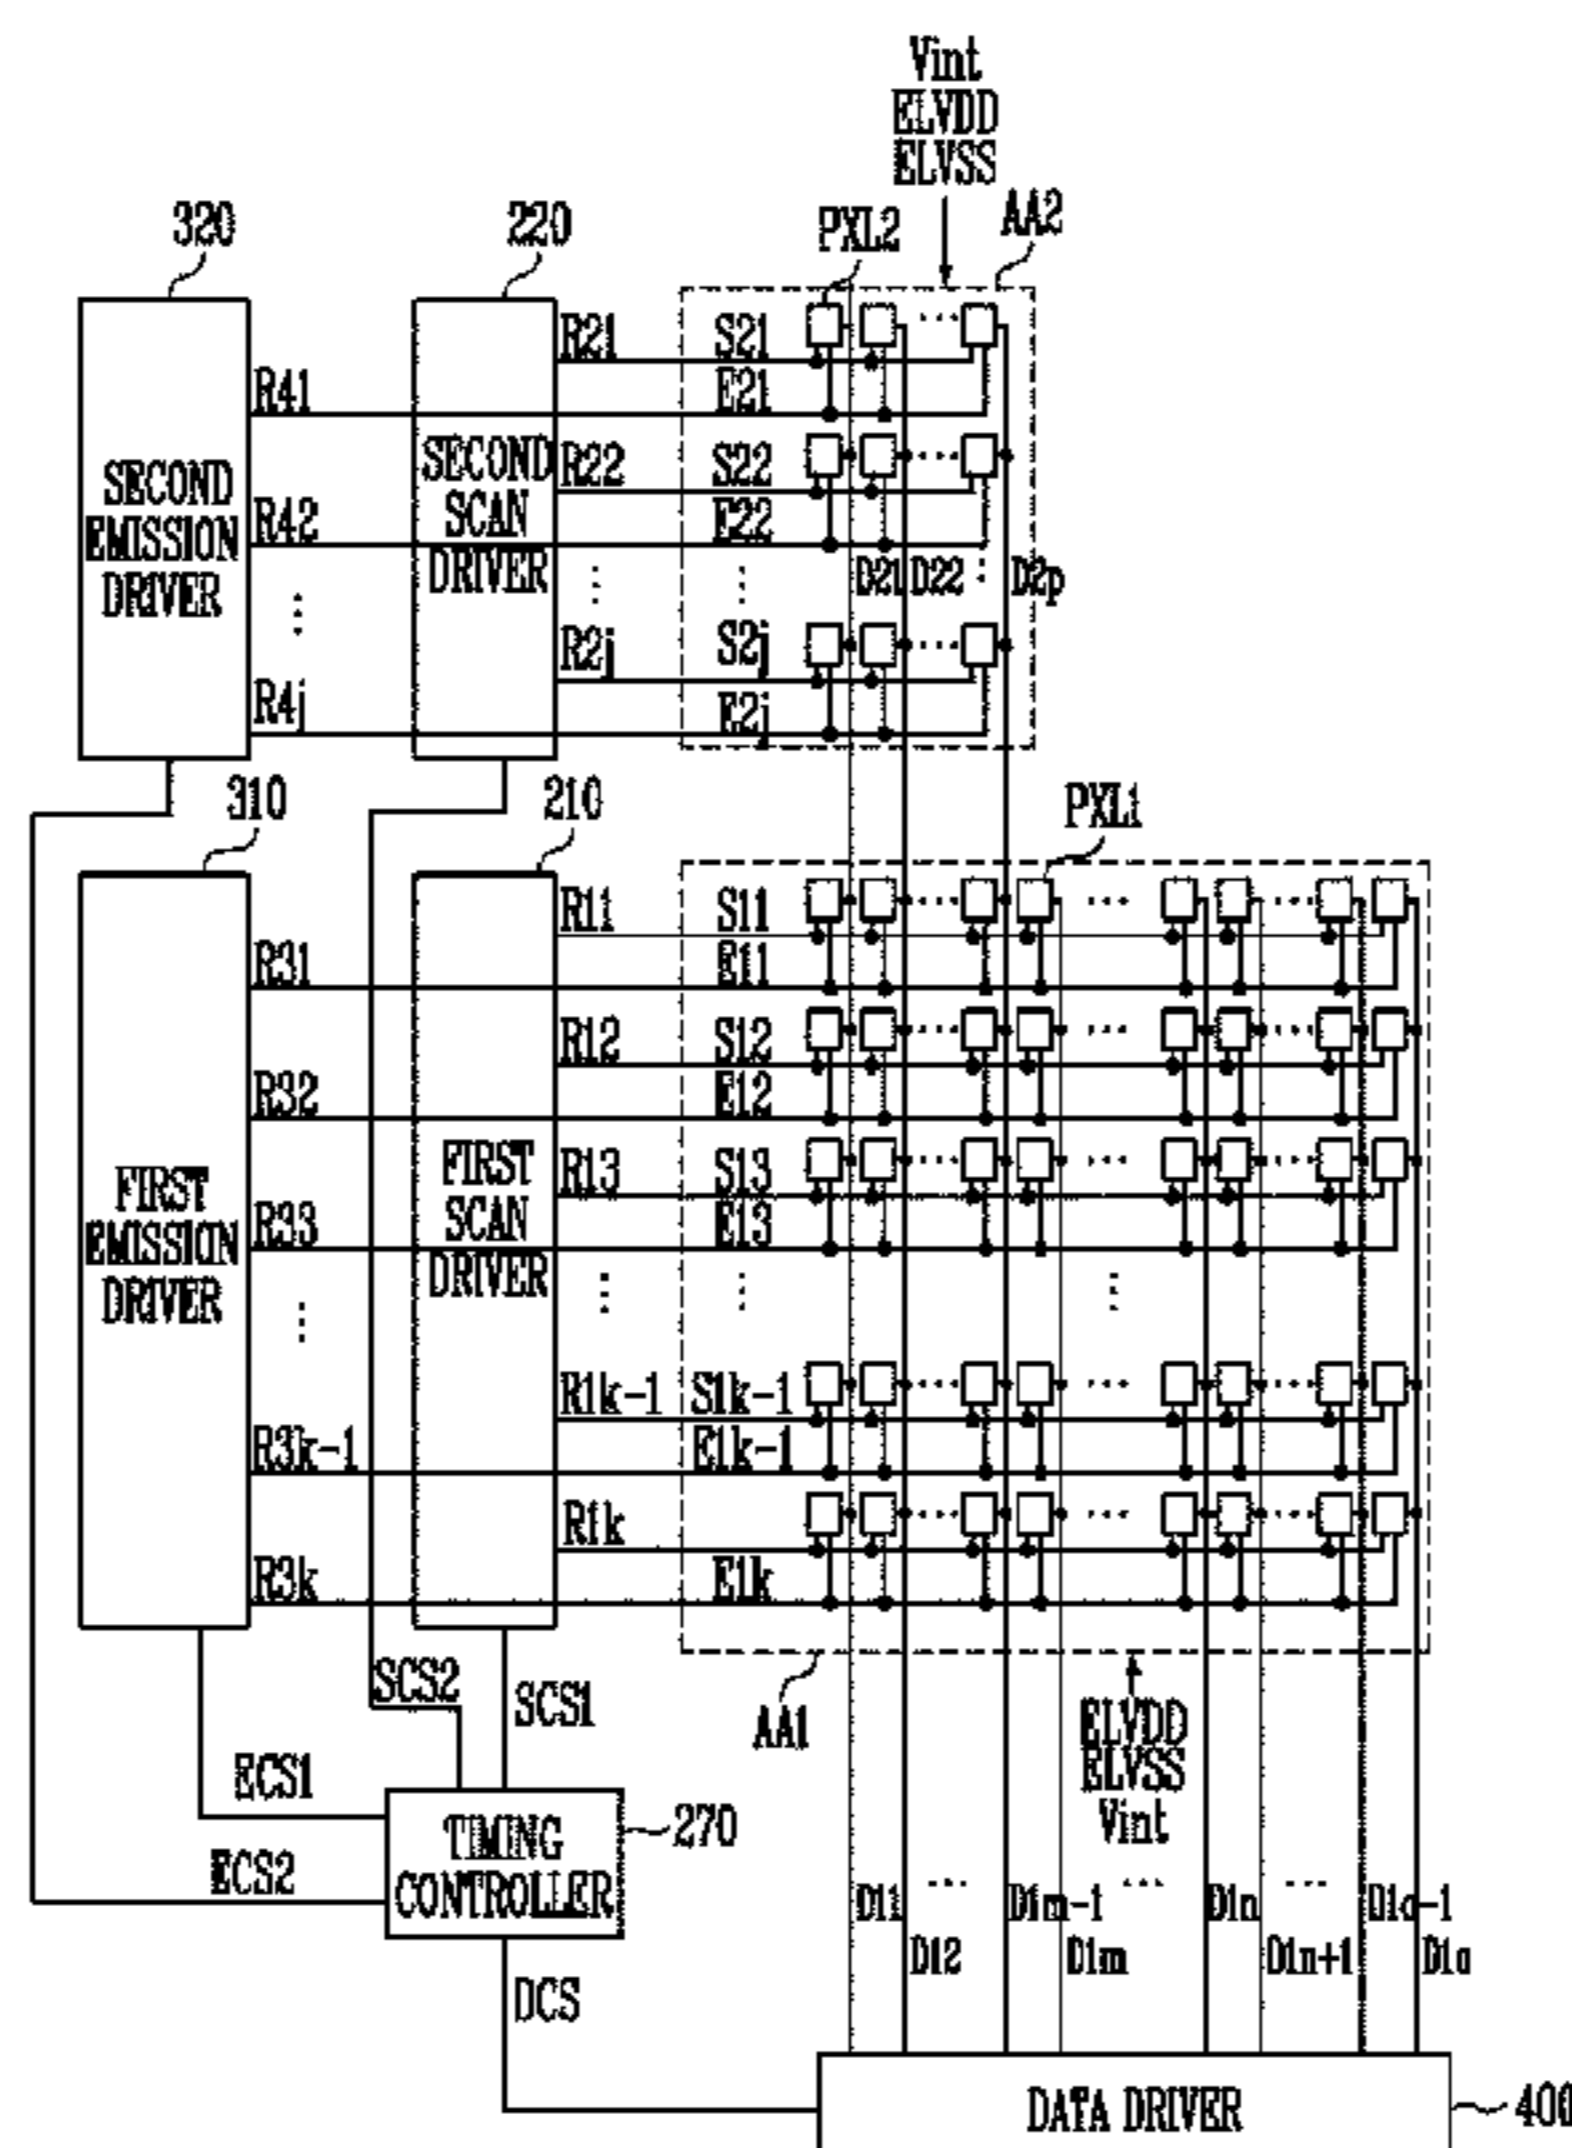 Vint
ELVDD
ELVSS
320
220
PXL2
AA2
R21
S21
R41
E21
SECOND
EMISSION
DRIVER
SECOND
SCAN
DRIVER
R22
S22
R42
E22
D21
D22
D2p
R2j
S2j
R4j
E2j
310
210
PXL1
R11
S11
R31
E11
R12
S12
R32
E12
FIRST
EMISSION
DRIVER
FIRST
SCAN
DRIVER
R13
S13
R33
E13
R1k-1
S1k-1
R3k-1
E1k-1
R1k
R3k
E1k
SCS2
SCS1
AA1
ELVDD
ELVSS
Vint
ECS1
ECS2
TIMING
CONTROLLER
270
D11
D12
D1m-1
D1m
D1n
D1n+1
D1o-1
D1o
DCS
DATA DRIVER
400